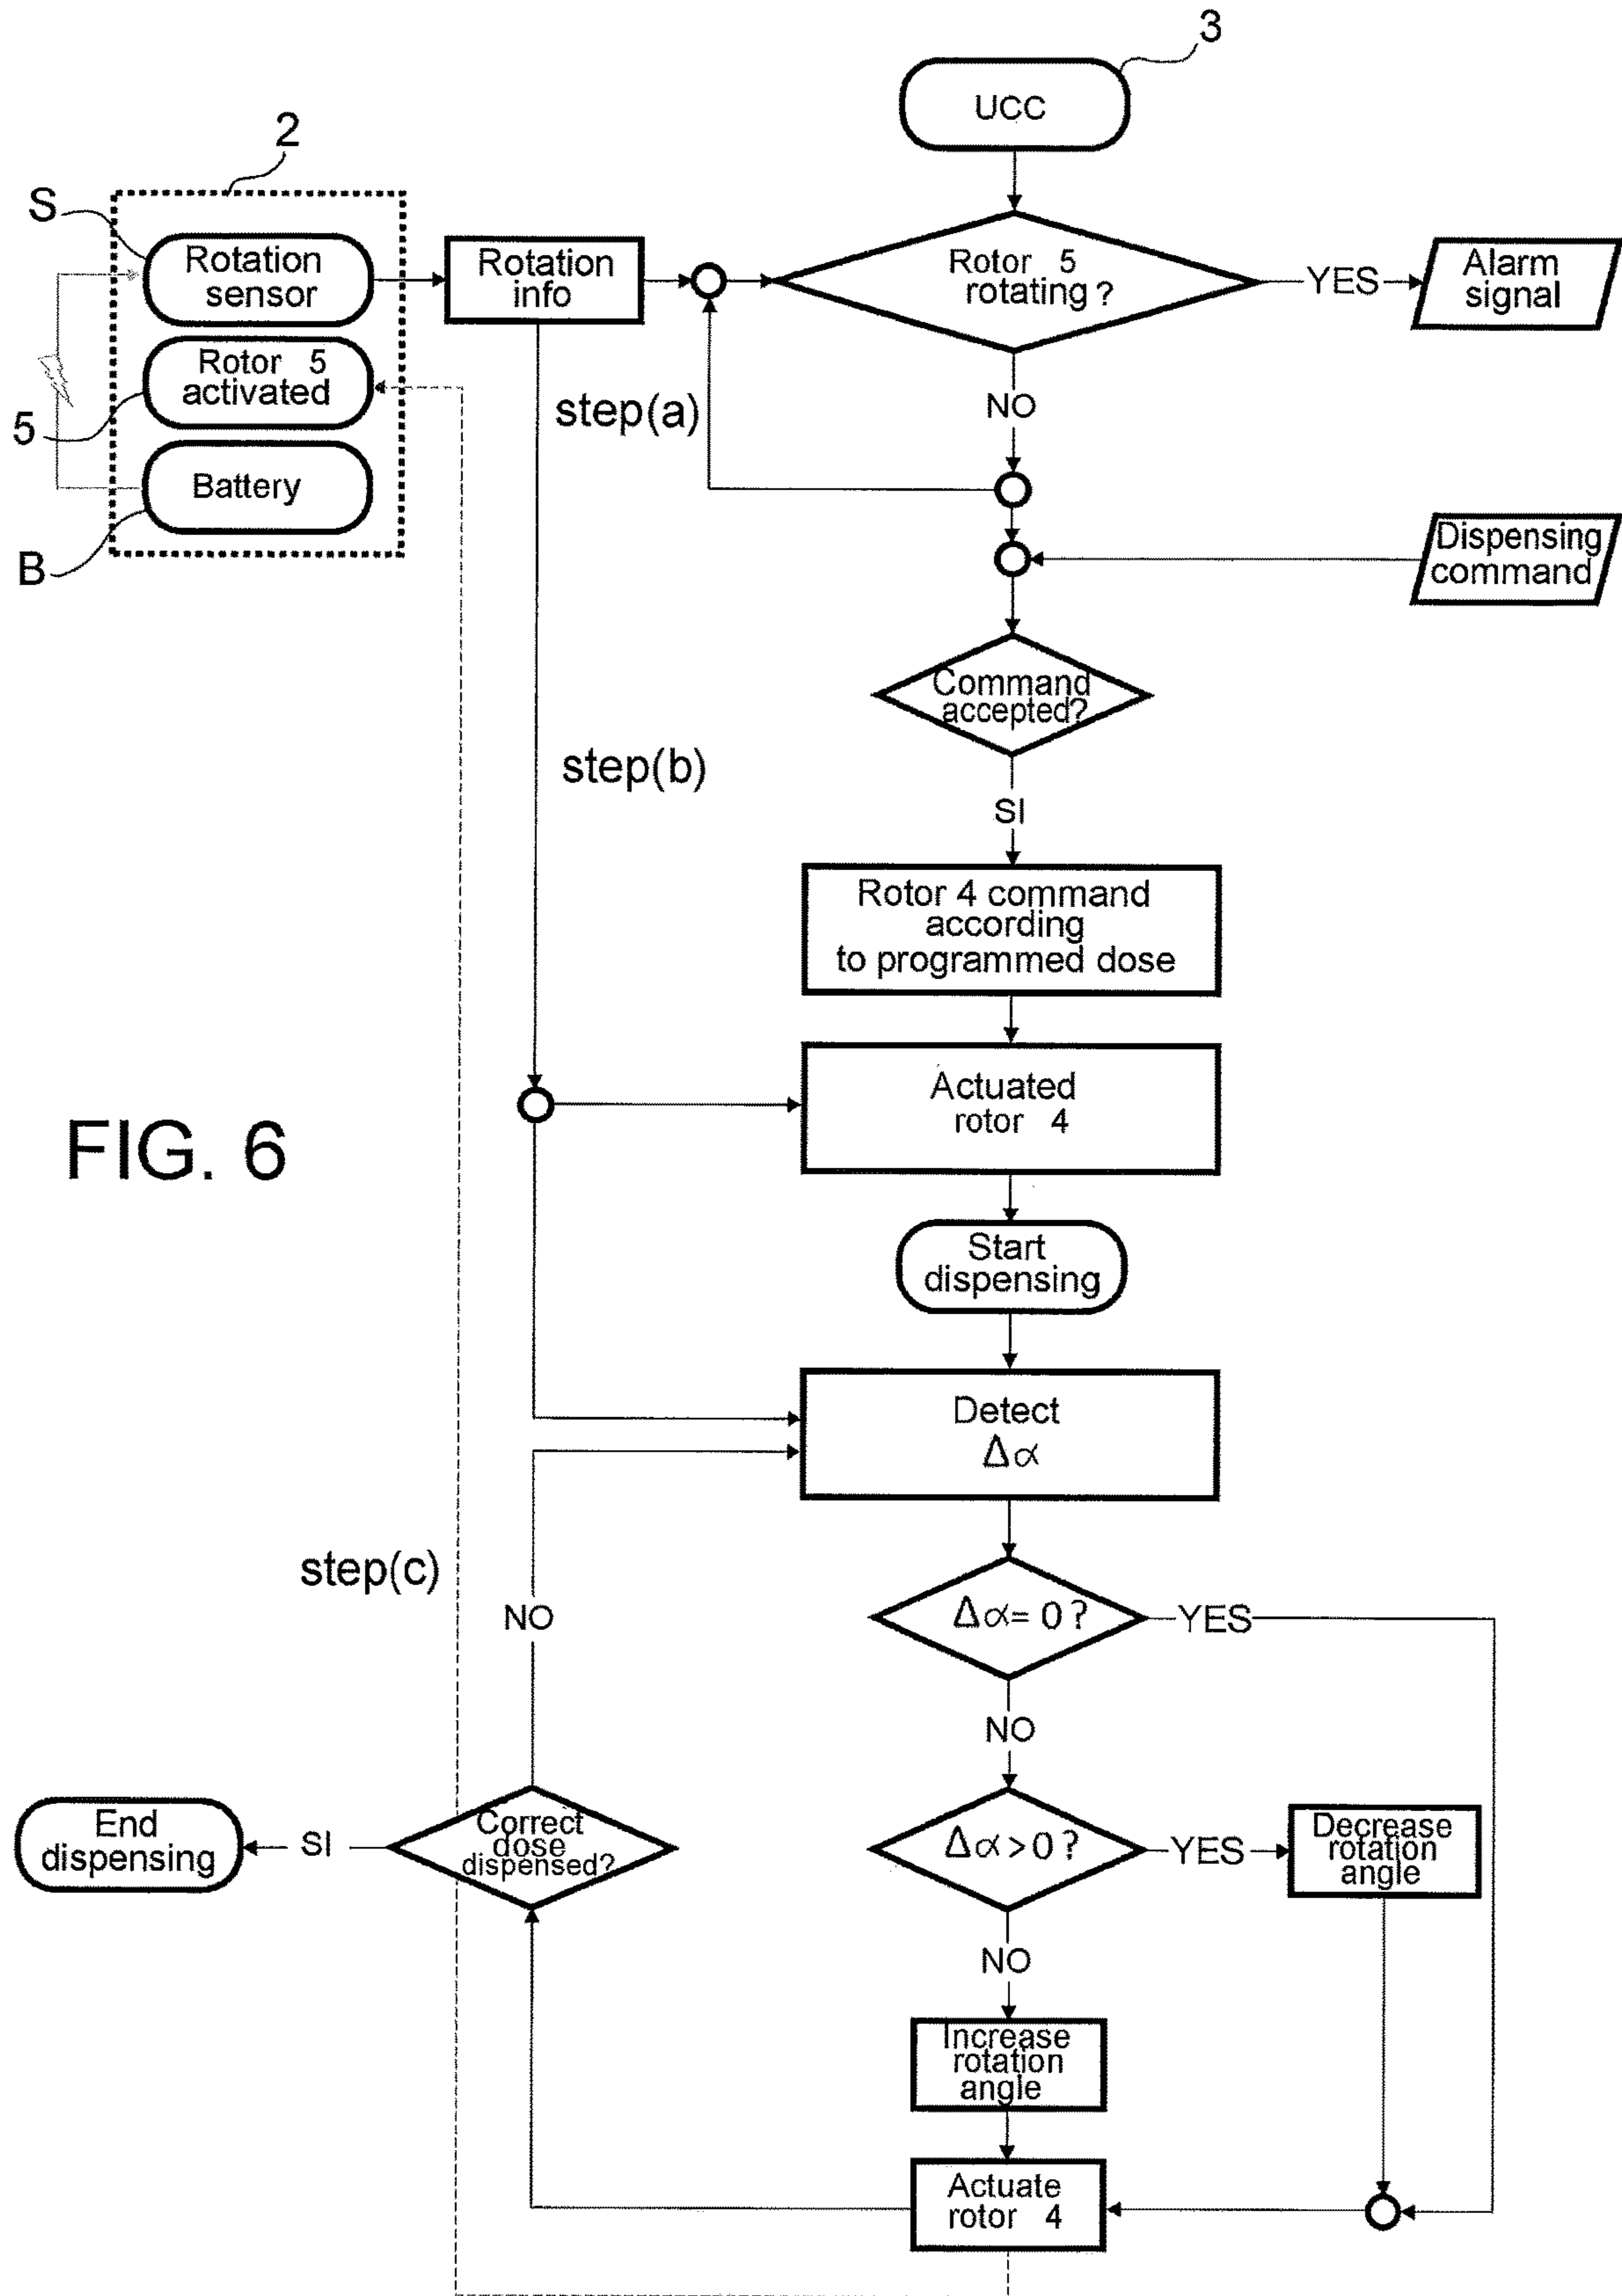 3
UCC
2
S
Rotation
sensor
Rotation
info
Rotor 5
rotating ?
YES
Alarm
signal
Rotor 5
activated
5
step(a)
NO
Battery
B
Dispensing
command
Command
accepted?
step(b)
SI
Rotor 4 command
according
to programmed dose
Actuated
rotor 4
FIG. 6
Start
dispensing
Detect
Δα
step(c)
NO
Δα= 0 ?
YES
NO
End
dispensing
SI
Correct
dose
dispensed?
Δα > 0 ?
YES
Decrease
rotation
angle
NO
Increase
rotation
angle
Actuate
rotor 4